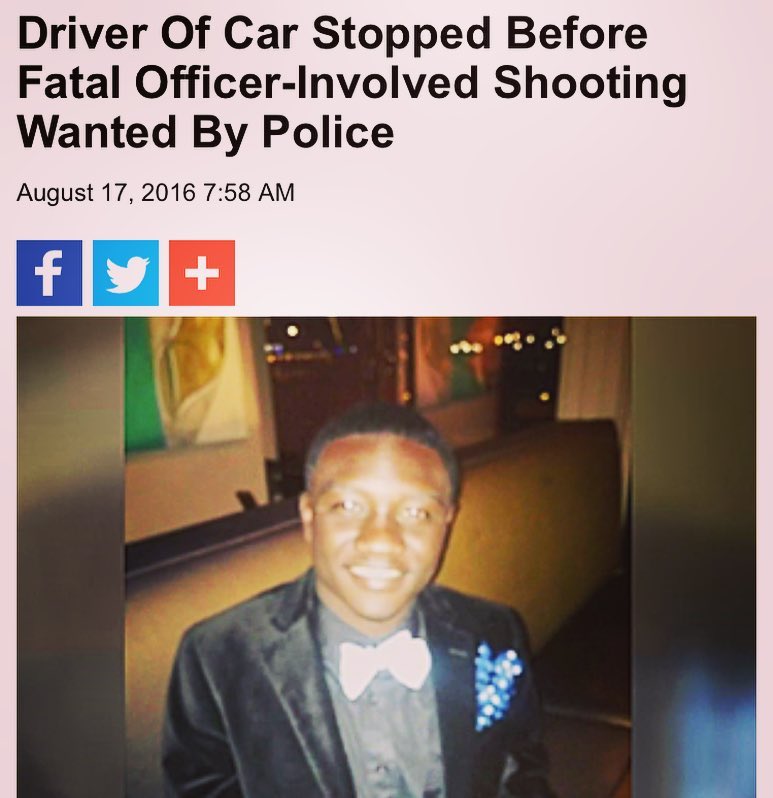 Driver Of Car Stopped Before
Fatal Officer-Involved Shooting
Wanted By Police
August 17, 2016 7:58 AM